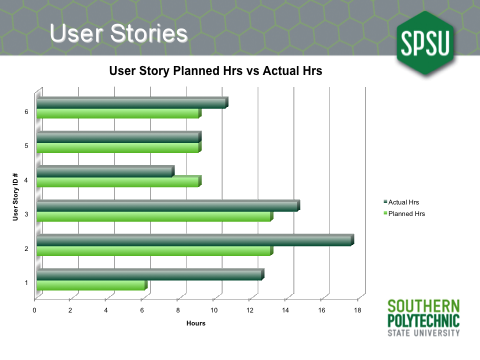 User Stories
SPSU
User Story Planned Hrs vs Actual Hrs
User Story ID #
6
5
4
3
2
1
0 2 4 6 8 10 12 14 16 18
Hours
Actual Hrs
Planned Hrs
SOUTHERN
POLYTECHNIC
STATE UNIVERSITY